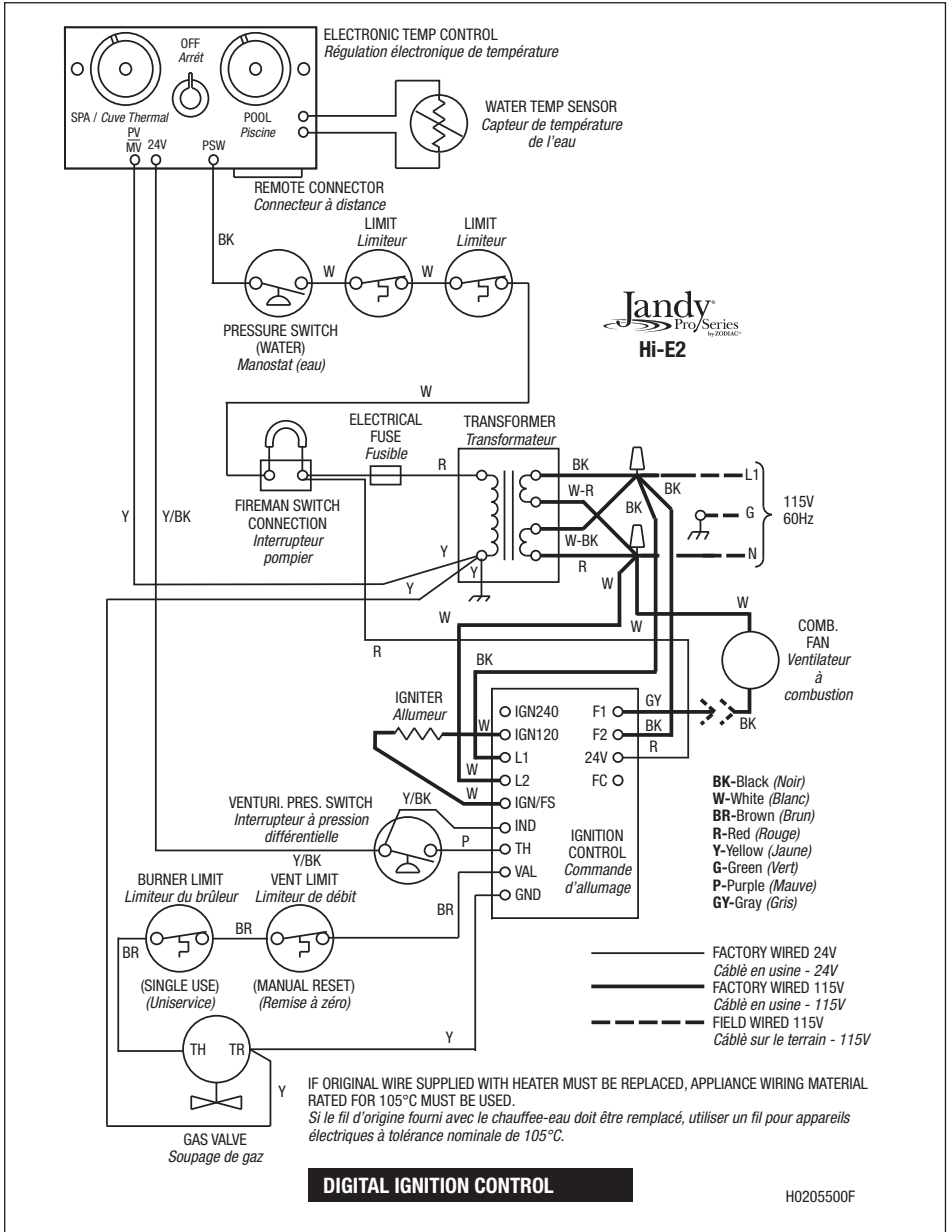 ELECTRONIC TEMP CONTROL
Régulation électronique de température
OFF
Arrét
SPA / Cuve Thermal
POOL
Piscine
PV
MV
24V
PSW
WATER TEMP SENSOR
Capteur de température
de l'eau
REMOTE CONNECTOR
Connecteur à distance
BK
LIMIT
Limiteur
LIMIT
Limiteur
W
W
PRESSURE SWITCH
(WATER)
Manostat (eau)
Jandy®
Pro Series
by ZODIAC®
Hi-E2
W
ELECTRICAL
FUSE
Fusible
TRANSFORMER
Transformateur
R
BK
W-R
BK
BK
L1
G
N
115V
60Hz
FIREMAN SWITCH
CONNECTION
Interrupteur
pompier
W-BK
R
Y
Y/BK
Y
Y
Y
W
W
W
W
R
BK
COMB.
FAN
Ventilateur
à
combustion
IGNITER
Allumeur
W
W
W
IGN240
IGN120
L1
L2
IGN/FS
IND
TH
VAL
GND
F1
F2
24V
FC
GY
BK
R
BK
IGNITION
CONTROL
Commande
d'allumage
VENTURI. PRES. SWITCH
Interrupteur à pression
différentielle
Y/BK
P
Y/BK
BURNER LIMIT
Limiteur du brûleur
VENT LIMIT
Limiteur de débit
BR
BR
BR
(SINGLE USE)
(Uniservice)
(MANUAL RESET)
(Remise à zéro)
TH
TR
Y
Y
GAS VALVE
Soupage de gaz
BK-Black (Noir)
W-White (Blanc)
BR-Brown (Brun)
R-Red (Rouge)
Y-Yellow (Jaune)
G-Green (Vert)
P-Purple (Mauve)
GY-Gray (Gris)
FACTORY WIRED 24V
Câblè en usine - 24V
FACTORY WIRED 115V
Câblè en usine - 115V
FIELD WIRED 115V
Câblè sur le terrain - 115V
IF ORIGINAL WIRE SUPPLIED WITH HEATER MUST BE REPLACED, APPLIANCE WIRING MATERIAL
RATED FOR 105°C MUST BE USED.
Si le fil d'origine fourni avec le chauffee-eau doit être remplacé, utiliser un fil pour appareils
électriques à tolérance nominale de 105°C.
DIGITAL IGNITION CONTROL
H0205500F